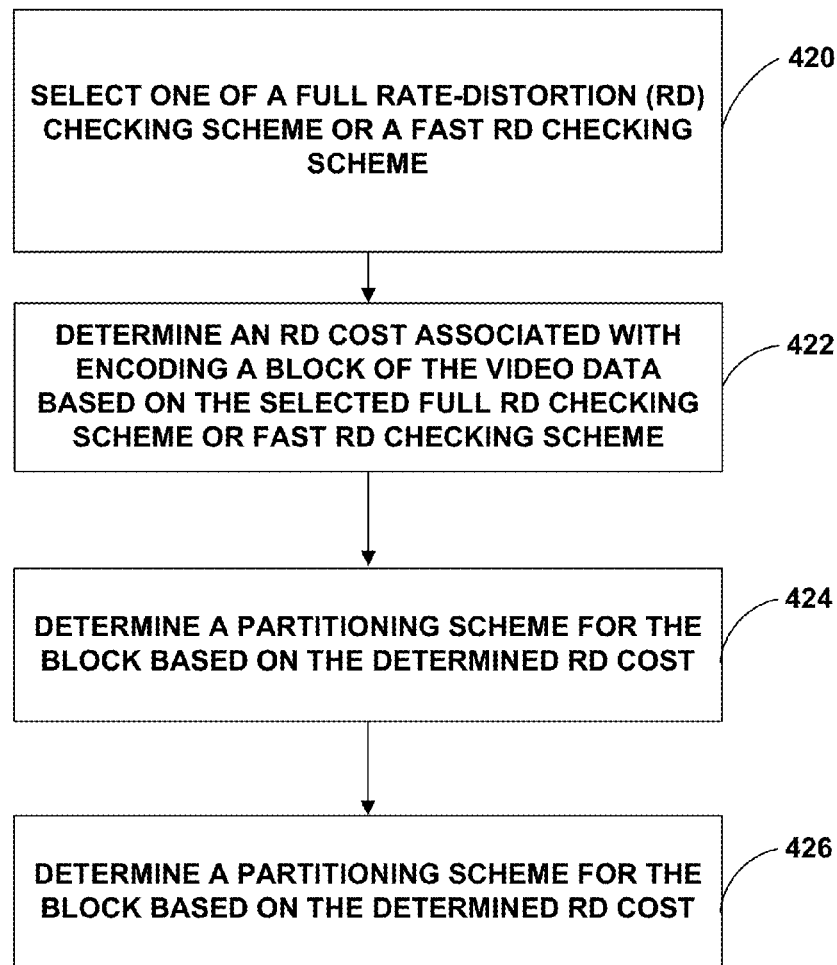 SELECT ONE OF A FULL RATE-DISTORTION (RD)
CHECKING SCHEME OR A FAST RD CHECKING
SCHEME
420
DETERMINE AN RD COST ASSOCIATED WITH
ENCODING A BLOCK OF THE VIDEO DATA
BASED ON THE SELECTED FULL RD CHECKING
SCHEME OR FAST RD CHECKING SCHEME
422
DETERMINE A PARTITIONING SCHEME FOR THE
BLOCK BASED ON THE DETERMINED RD COST
424
DETERMINE A PARTITIONING SCHEME FOR THE
BLOCK BASED ON THE DETERMINED RD COST
426